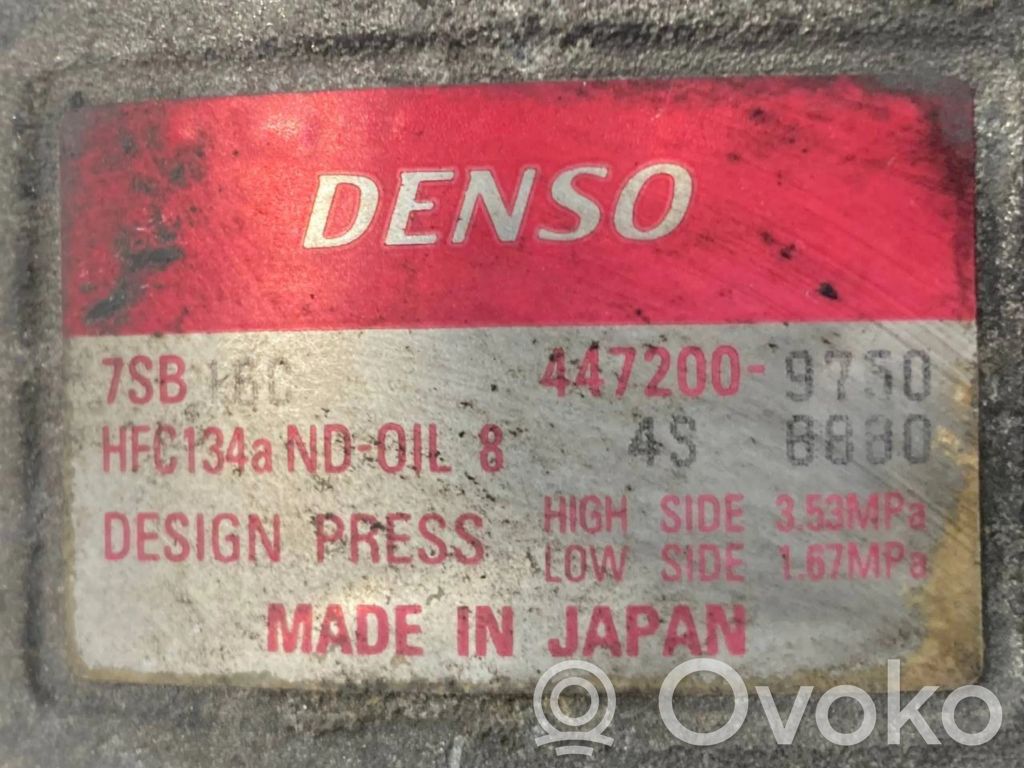 DENSO
7SB16C 447200-9750
HFC134a ND-OIL 8 4S 8880
DESIGN PRESS HIGH SIDE 3.53MPa
LOW SIDE 1.67MPa
MADE IN JAPAN
Ovoko